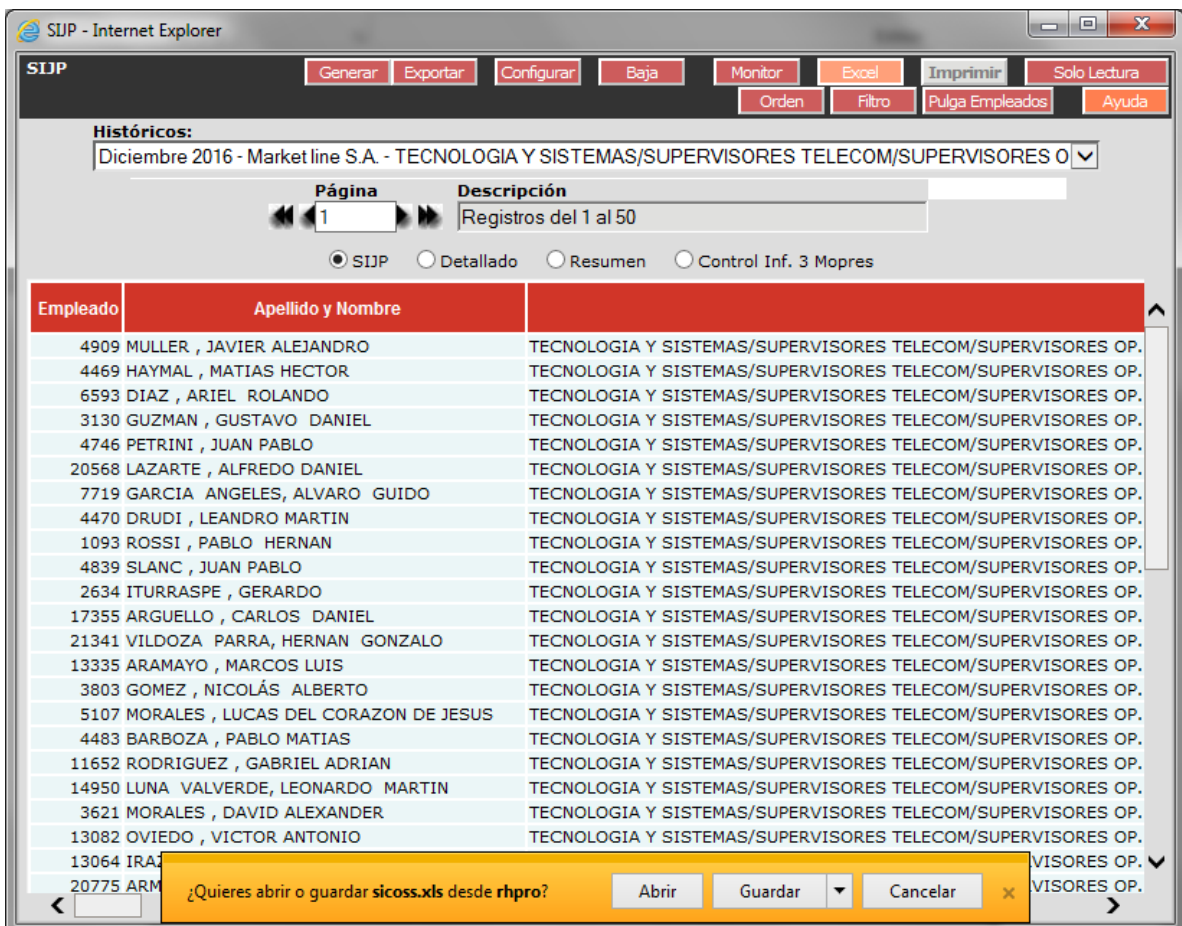 SIJP - Internet Explorer
SIJP Generar Exportar Configurar Baja Monitor Excel Imprimir Solo Lectura
Orden Filtro Pulga Empleados Ayuda
Históricos:
Diciembre 2016 - Market line S.A. - TECNOLOGIA Y SISTEMAS/SUPERVISORES TELECOM/SUPERVISORES O
Página Descripción
1 Registros del 1 al 50
SIJP Detallado Resumen Control Inf. 3 Mopres
Empleado Apellido y Nombre
4909 MULLER , JAVIER ALEJANDRO TECNOLOGIA Y SISTEMAS/SUPERVISORES TELECOM/SUPERVISORES OP.
4469 HAYMAL , MATIAS HECTOR TECNOLOGIA Y SISTEMAS/SUPERVISORES TELECOM/SUPERVISORES OP.
6593 DIAZ , ARIEL ROLANDO TECNOLOGIA Y SISTEMAS/SUPERVISORES TELECOM/SUPERVISORES OP.
3130 GUZMAN , GUSTAVO DANIEL TECNOLOGIA Y SISTEMAS/SUPERVISORES TELECOM/SUPERVISORES OP.
4746 PETRINI , JUAN PABLO TECNOLOGIA Y SISTEMAS/SUPERVISORES TELECOM/SUPERVISORES OP.
20568 LAZARTE , ALFREDO DANIEL TECNOLOGIA Y SISTEMAS/SUPERVISORES TELECOM/SUPERVISORES OP.
7719 GARCIA ANGELES, ALVARO GUIDO TECNOLOGIA Y SISTEMAS/SUPERVISORES TELECOM/SUPERVISORES OP.
4470 DRUDI , LEANDRO MARTIN TECNOLOGIA Y SISTEMAS/SUPERVISORES TELECOM/SUPERVISORES OP.
1093 ROSSI , PABLO HERNAN TECNOLOGIA Y SISTEMAS/SUPERVISORES TELECOM/SUPERVISORES OP.
4839 SLANC , JUAN PABLO TECNOLOGIA Y SISTEMAS/SUPERVISORES TELECOM/SUPERVISORES OP.
2634 ITURRASPE , GERARDO TECNOLOGIA Y SISTEMAS/SUPERVISORES TELECOM/SUPERVISORES OP.
17355 ARGUELLO , CARLOS DANIEL TECNOLOGIA Y SISTEMAS/SUPERVISORES TELECOM/SUPERVISORES OP.
21341 VILDOZA PARRA, HERNAN GONZALO TECNOLOGIA Y SISTEMAS/SUPERVISORES TELECOM/SUPERVISORES OP.
13335 ARAMAYO , MARCOS LUIS TECNOLOGIA Y SISTEMAS/SUPERVISORES TELECOM/SUPERVISORES OP.
3803 GOMEZ , NICOLÁS ALBERTO TECNOLOGIA Y SISTEMAS/SUPERVISORES TELECOM/SUPERVISORES OP.
5107 MORALES , LUCAS DEL CORAZON DE JESUS TECNOLOGIA Y SISTEMAS/SUPERVISORES TELECOM/SUPERVISORES OP.
4483 BARBOZA , PABLO MATIAS TECNOLOGIA Y SISTEMAS/SUPERVISORES TELECOM/SUPERVISORES OP.
11652 RODRIGUEZ , GABRIEL ADRIAN TECNOLOGIA Y SISTEMAS/SUPERVISORES TELECOM/SUPERVISORES OP.
14950 LUNA VALVERDE, LEONARDO MARTIN TECNOLOGIA Y SISTEMAS/SUPERVISORES TELECOM/SUPERVISORES OP.
3621 MORALES , DAVID ALEXANDER TECNOLOGIA Y SISTEMAS/SUPERVISORES TELECOM/SUPERVISORES OP.
13082 OVIEDO , VICTOR ANTONIO TECNOLOGIA Y SISTEMAS/SUPERVISORES TELECOM/SUPERVISORES OP.
13064 OP.
20775 ARM VISORES OP.
¿Quieres abrir o guardar sicoss.xls desde rhpro? Abrir Guardar Cancelar